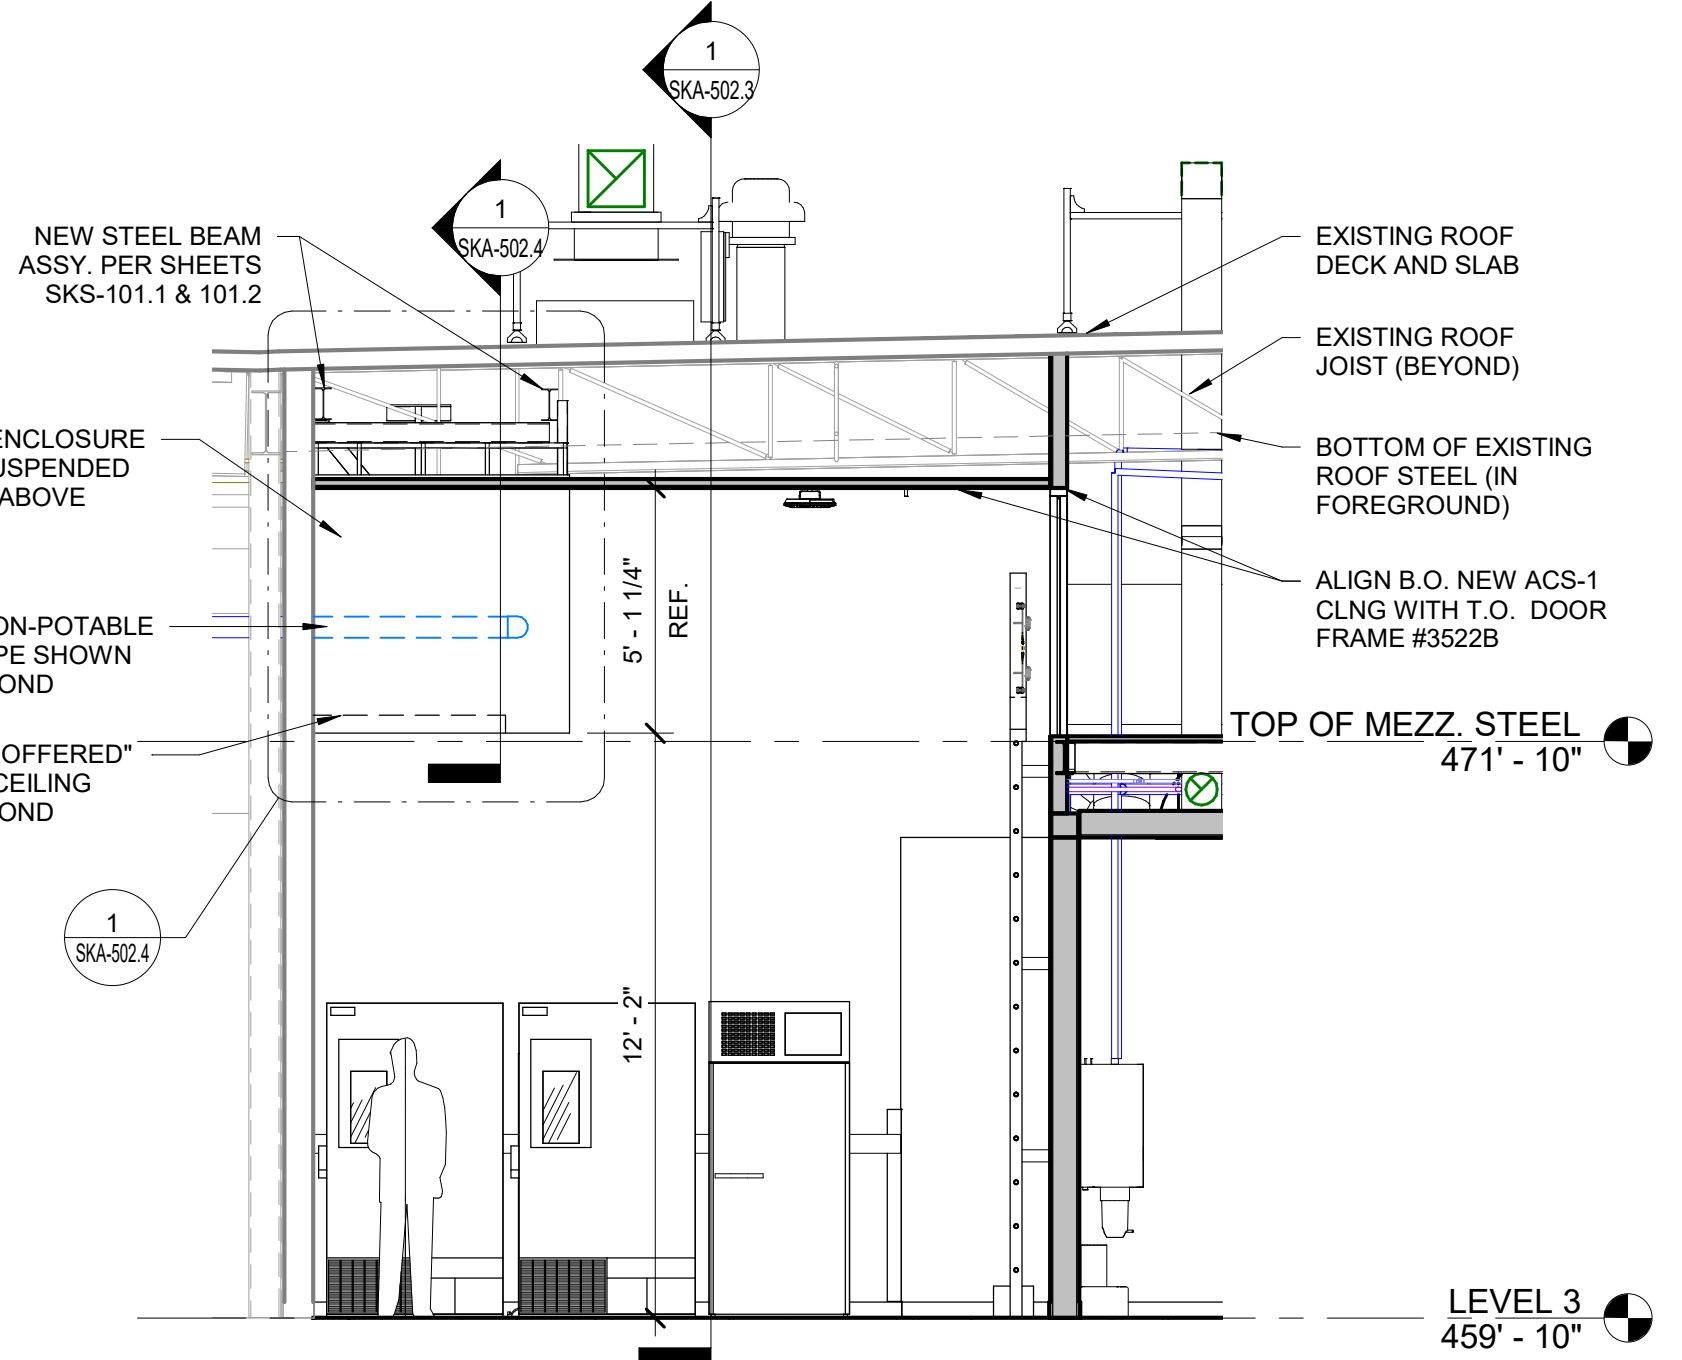 1
SKA-502.3
1
SKA-502.4
NEW STEEL BEAM
ASSY. PER SHEETS
SKS-101.1 & 101.2
EXISTING ROOF
DECK AND SLAB
EXISTING ROOF
JOIST (BEYOND)
ENCLOSURE
USPENDED
ABOVE
BOTTOM OF EXISTING
ROOF STEEL (IN
FOREGROUND)
ALIGN B.O. NEW ACS-1
CLNG WITH T.O. DOOR
FRAME #3522B
5' - 1 1/4"
REF.
ON-POTABLE
PE SHOWN
OND
TOP OF MEZZ. STEEL
471' - 10"
OFFERED"
CEILING
OND
1
SKA-502.4
12' - 2"
LEVEL 3
459' - 10"